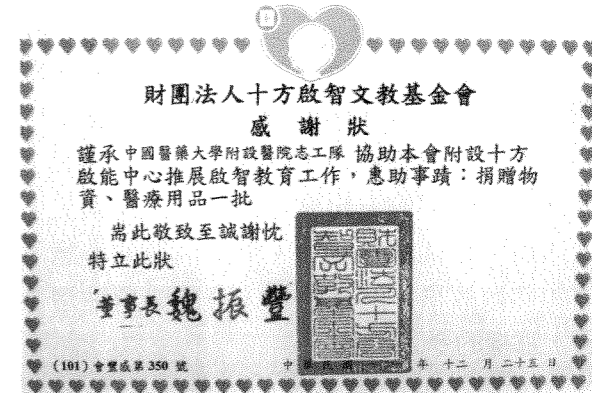 財團法人十方啟智文教基金會
感謝狀
謹承中國醫藥大學附設醫院志工隊 協助本會附設十方
啟能中心推展啟智教育工作，惠助事蹟：捐贈物
資、醫療用品一批
耑此敬致至誠謝忱
特立此狀
董事長 魏振豐
(101) 會豐感第350 號
中 華 民 國 年 十二 月 二十五 日